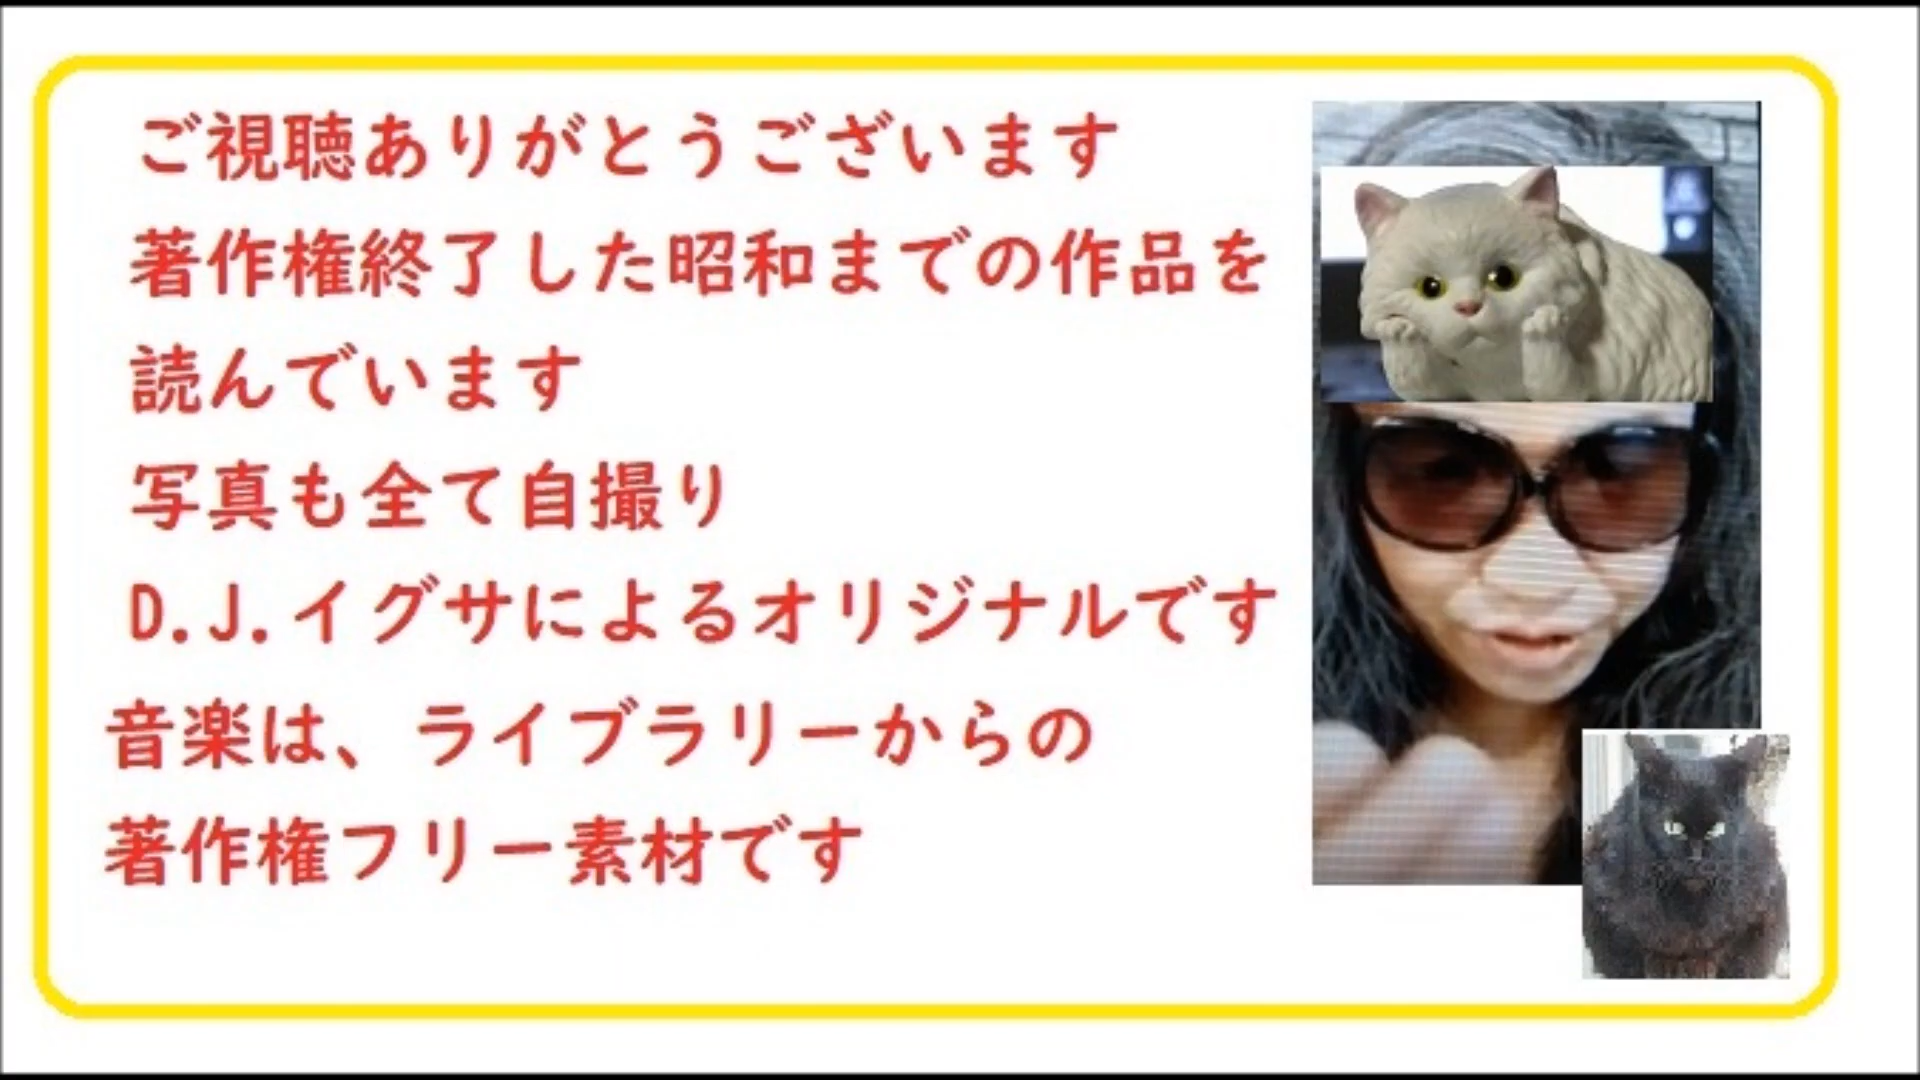 ご視聴ありがとうございます
著作権終了した昭和までの作品を
読んでいます
写真も全て自撮り
D.J.イグサによるオリジナルです
音楽は、ライブラリーからの
著作権フリー素材です